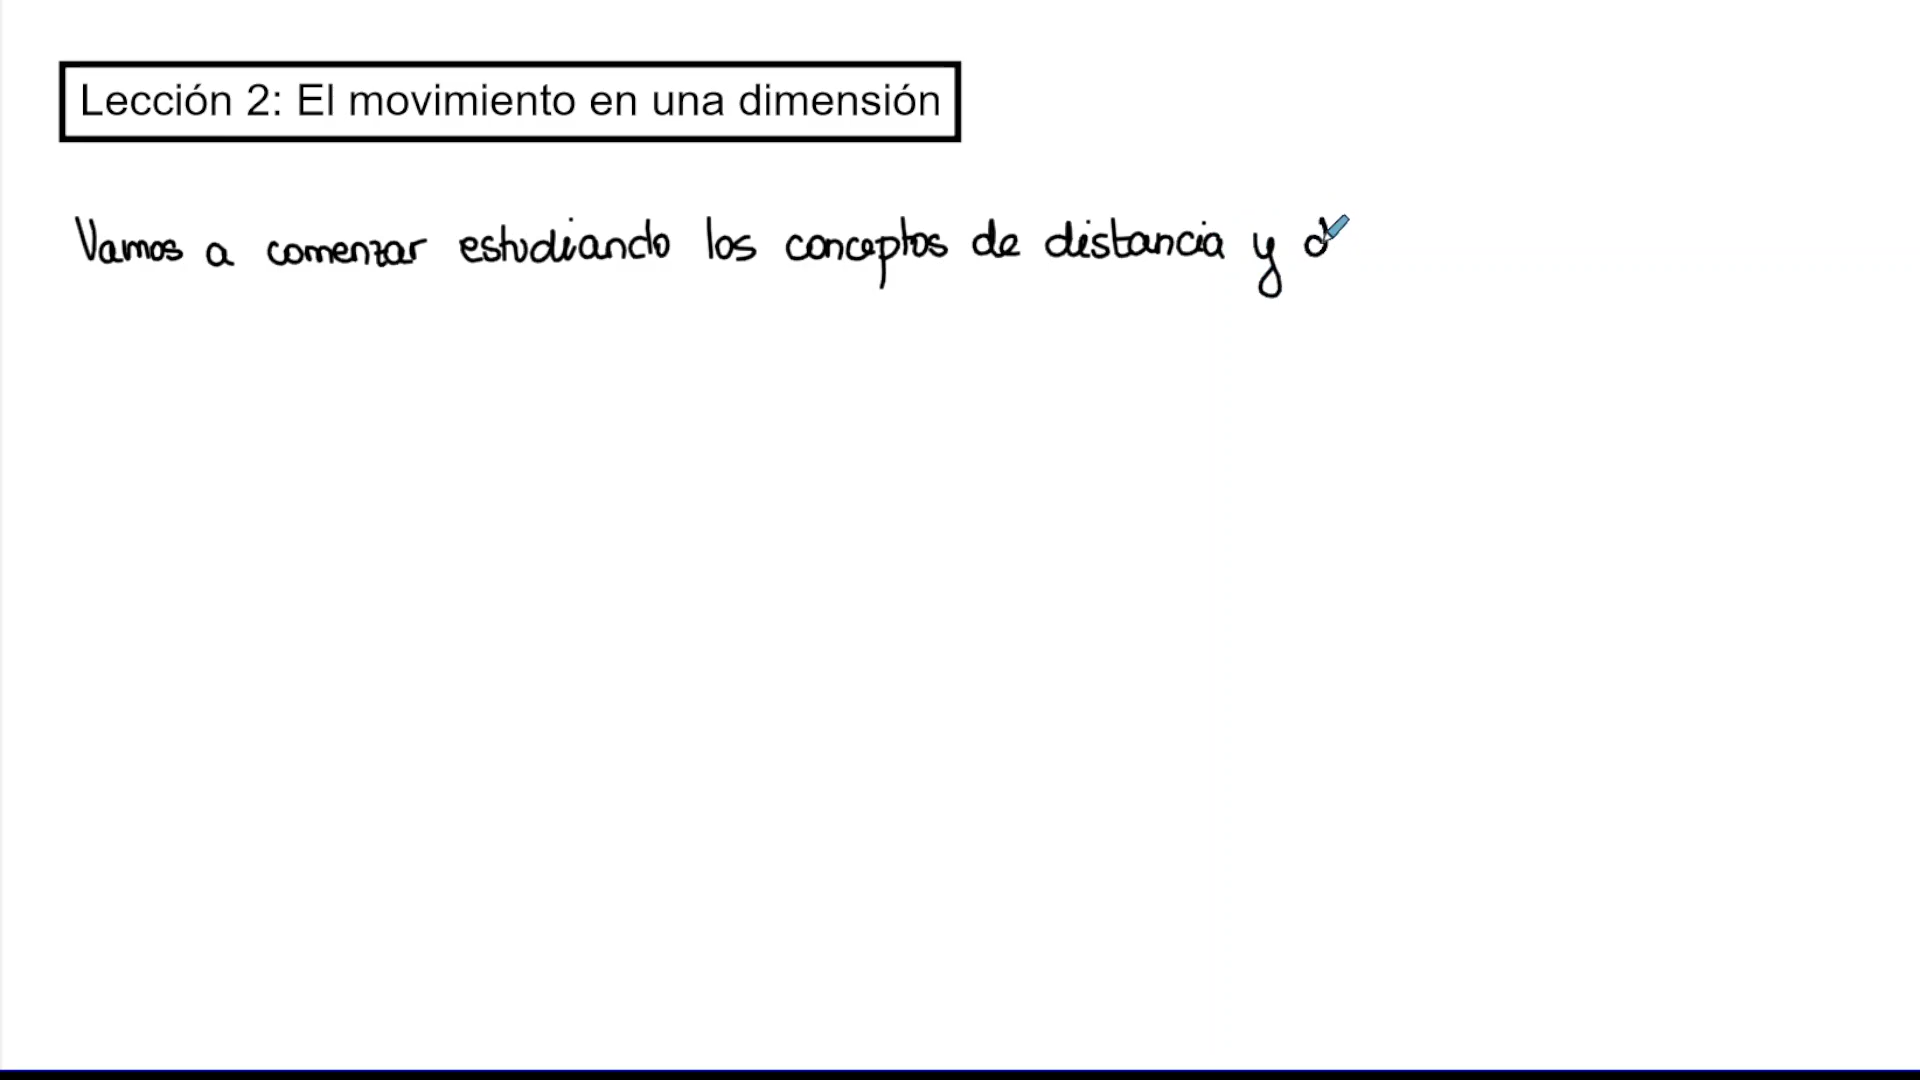 Lección 2: El movimiento en una dimensión
Vamos a comenzar estudiando los conceptos de distancia y d